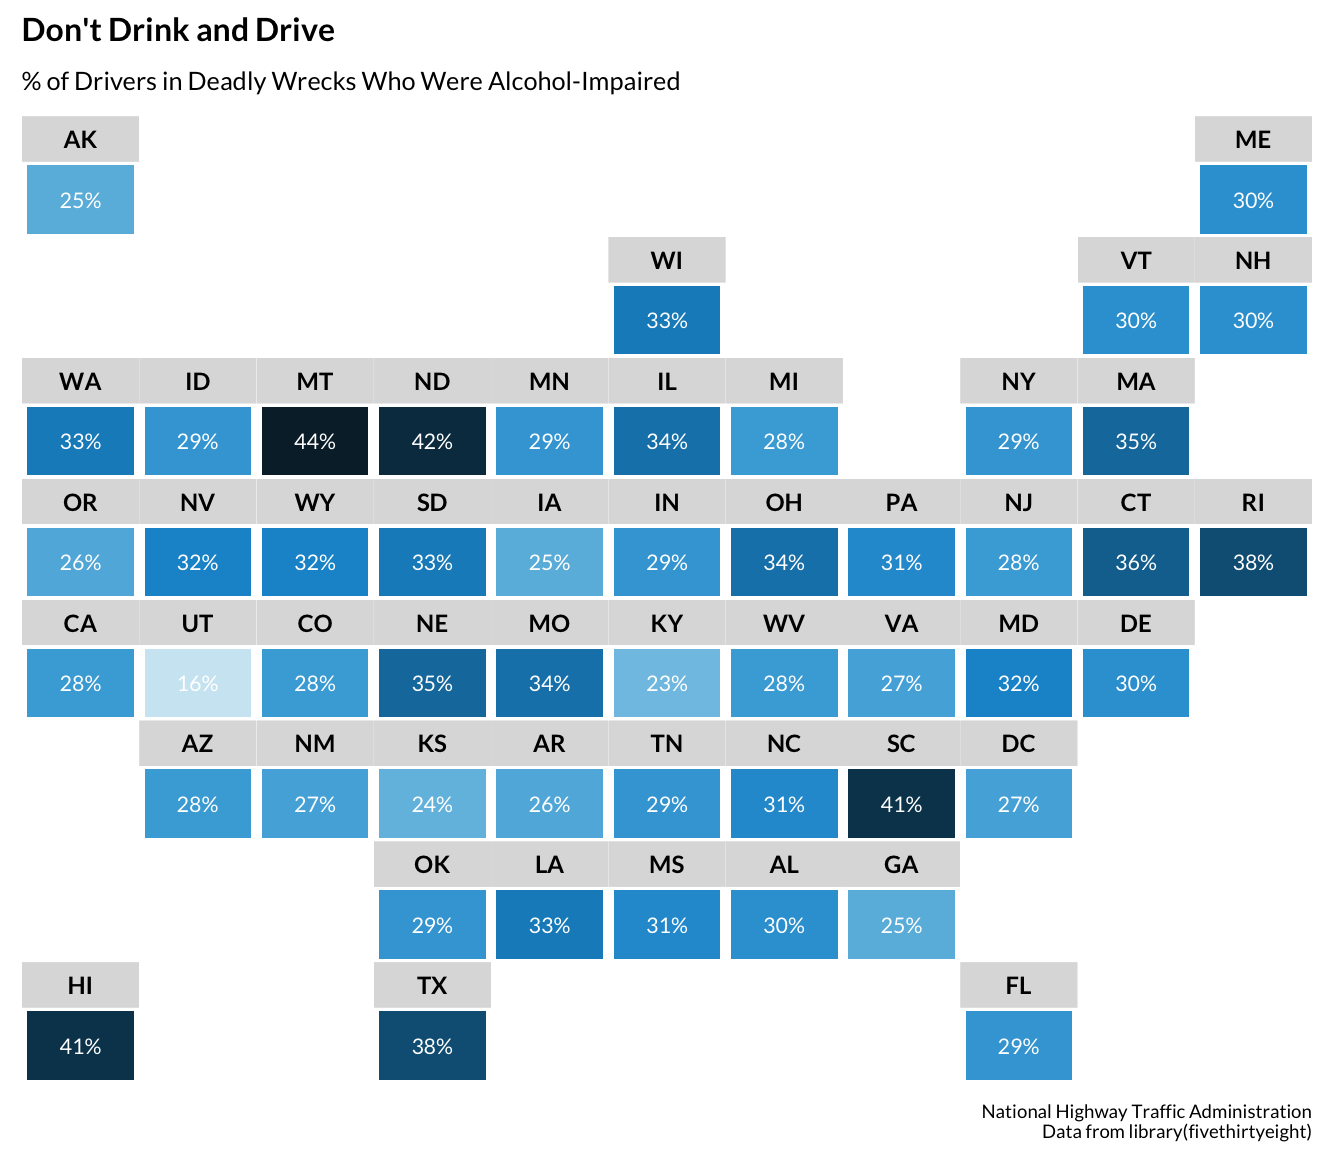 Don't Drink and Drive
% of Drivers in Deadly Wrecks Who Were Alcohol-Impaired
AK ME
25% 30%
WI VT NH
33% 30% 30%
WA ID MT ND MN IL MI NY MA
33% 29% 44% 42% 29% 34% 28% 29% 35%
OR NV WY SD IA IN OH PA NJ CT RI
26% 32% 32% 33% 25% 29% 34% 31% 28% 36% 38%
CA UT CO NE MO KY WV VA MD DE
28% 16% 28% 35% 34% 23% 28% 27% 32% 30%
AZ NM KS AR TN NC SC DC
28% 27% 24% 26% 29% 31% 41% 27%
OK LA MS AL GA
29% 33% 31% 30% 25%
HI TX FL
41% 38% 29%
National Highway Traffic Administration
Data from library(fivethirtyeight)